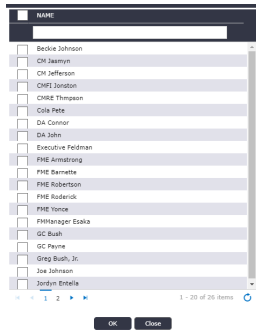 NAME
Beckie Johnson
CM Jasmyn
CM Jefferson
CMFI Jonston
CMRE Thmpson
Cola Pete
DA Connor
DA John
Executive Feldman
FME Armstrong
FME Barnette
FME Robertson
FME Roderick
FME Yonce
FMManager Esaka
GC Bush
GC Payne
Greg Bush, Jr.
Joe Johnson
Jordyn Entella
1 2 1 - 20 of 26 items
OK Close